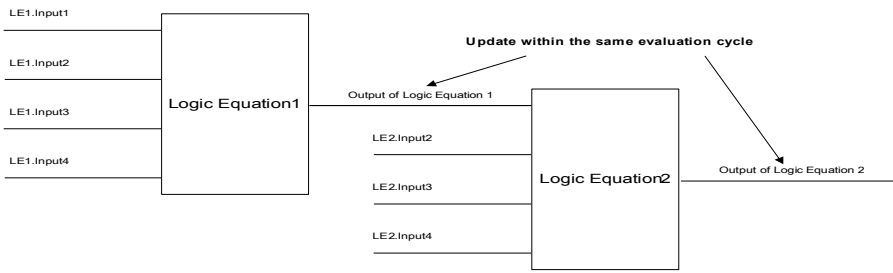 LE1.Input1
LE1.Input2
LE1.Input3
LE1.Input4
Logic Equation1
Update within the same evaluation cycle
Output of Logic Equation 1
LE2.Input2
LE2.Input3
LE2.Input4
Logic Equation2
Output of Logic Equation 2